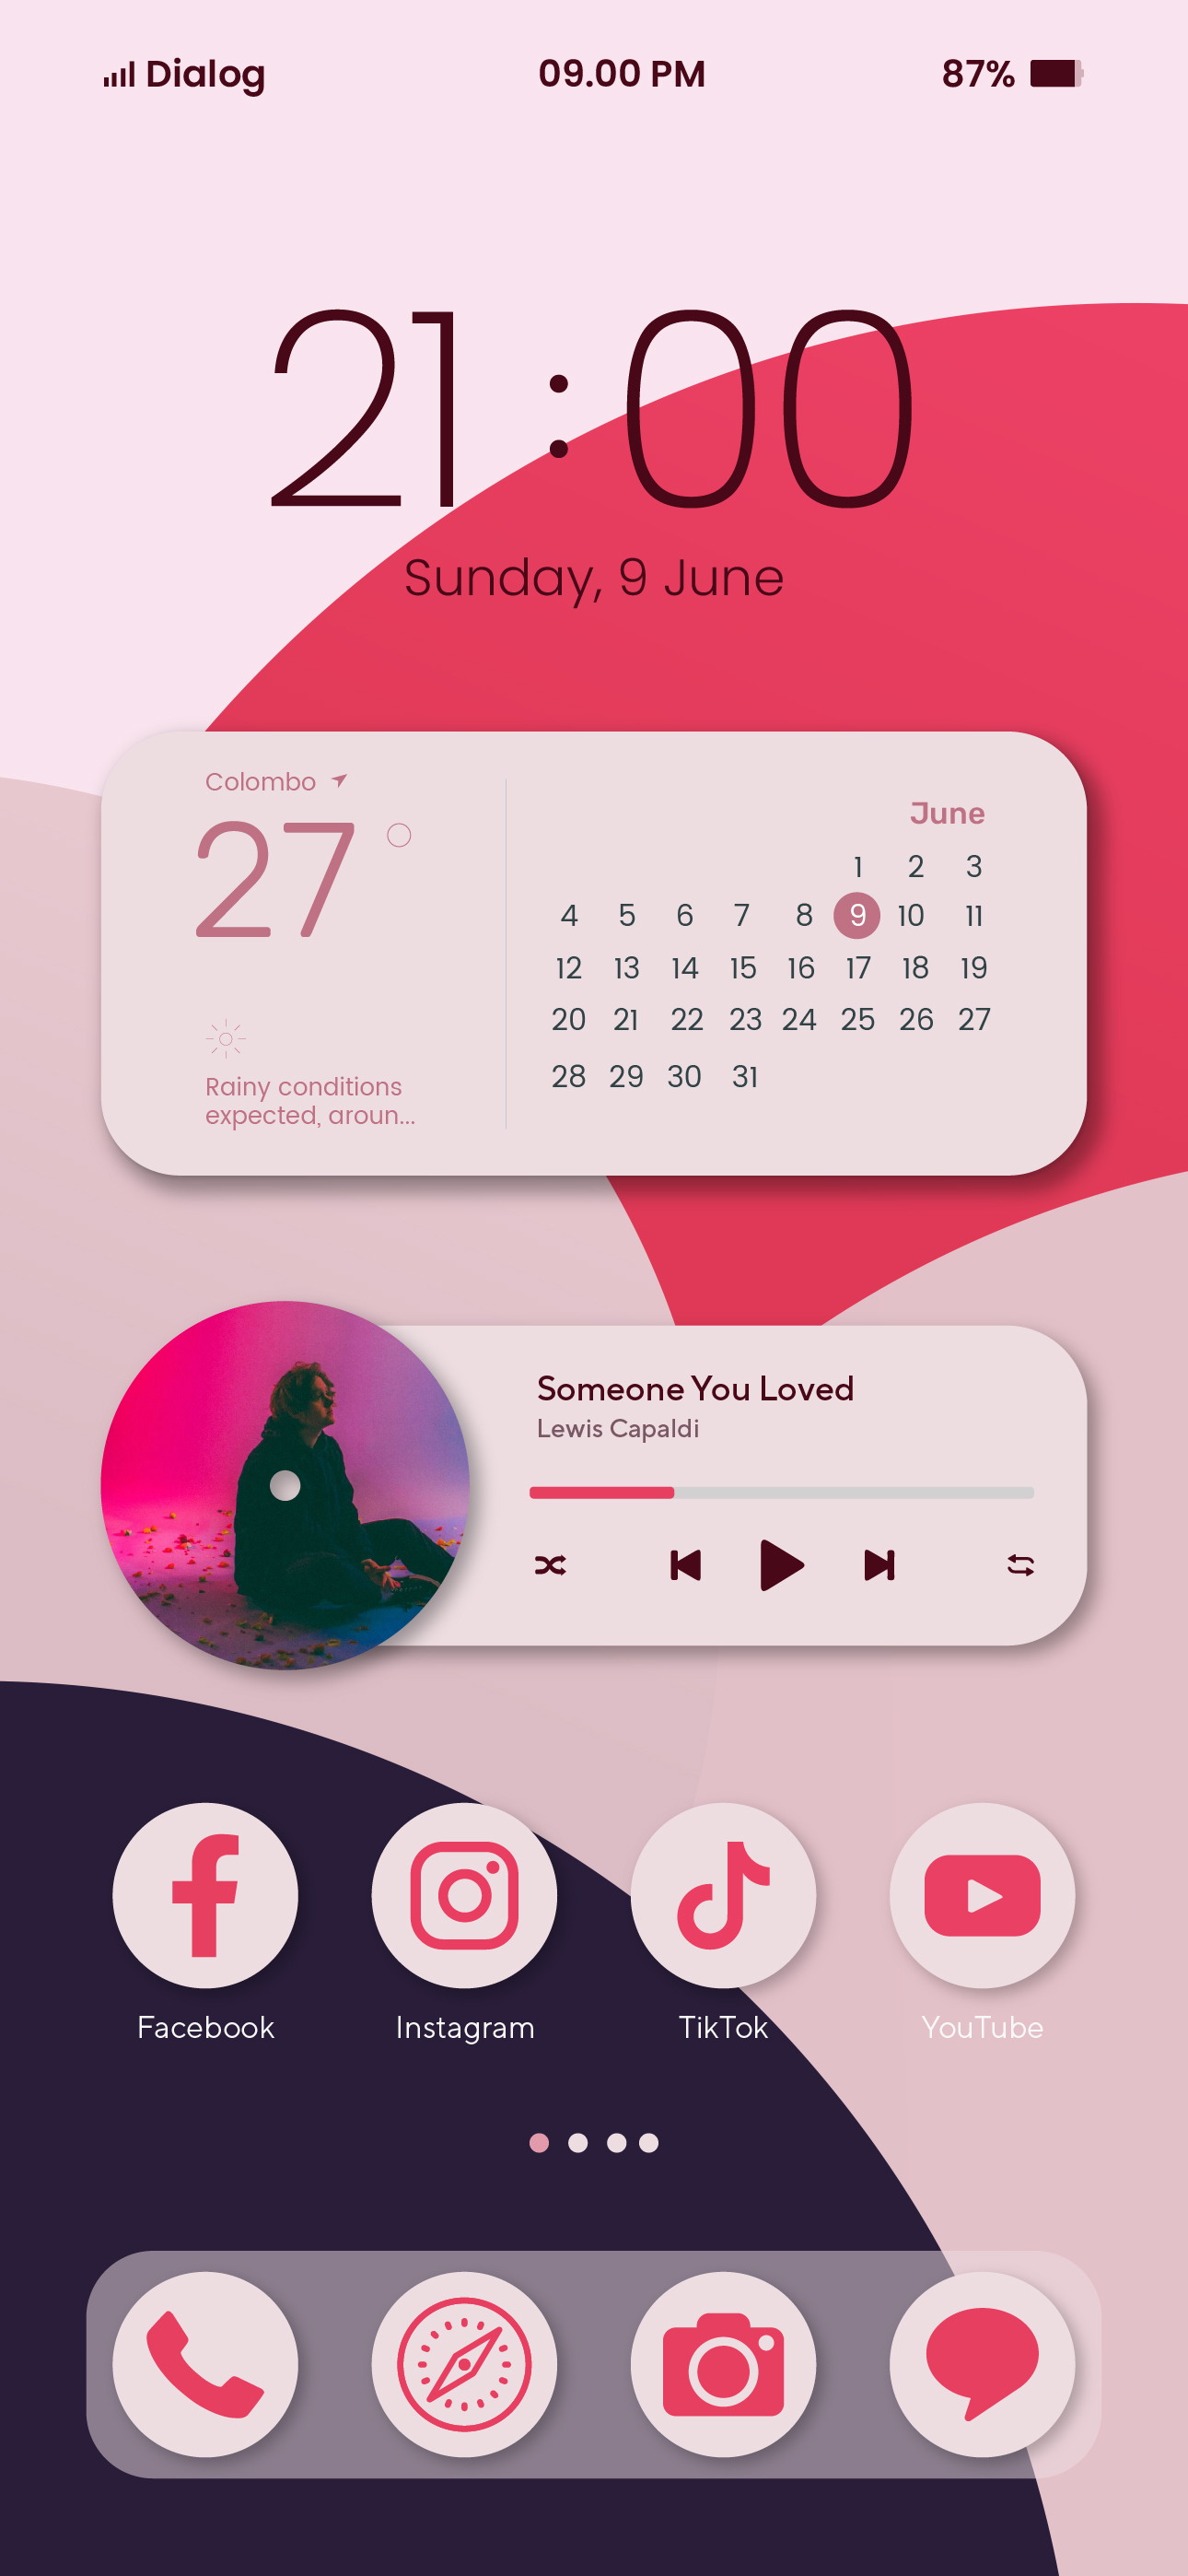 Dialog 09.00 PM 87%
21 : 00
Sunday, 9 June
Colombo
27
Rainy conditions
expected, aroun...
June
1 2 3
4 5 6 7 8 9 10 11
12 13 14 15 16 17 18 19
20 21 22 23 24 25 26 27
28 29 30 31
Someone You Loved
Lewis Capaldi
Facebook Instagram TikTok YouTube